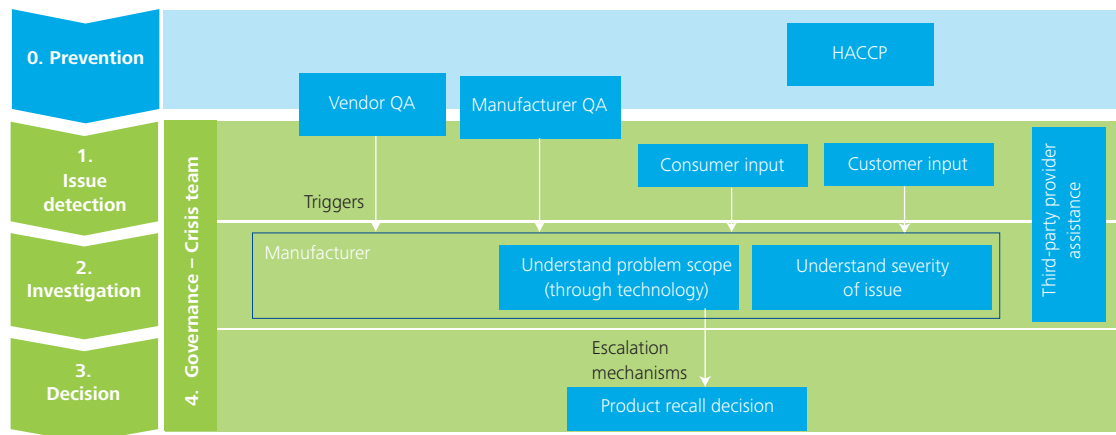 0. Prevention
HACCP
Vendor QA
Manufacturer QA
1.
Issue
detection
4. Governance – Crisis team
Consumer input
Customer input
Third-party provider
assistance
Triggers
2.
Investigation
Manufacturer
Understand problem scope
(through technology)
Understand severity
of issue
3.
Decision
Escalation
mechanisms
Product recall decision